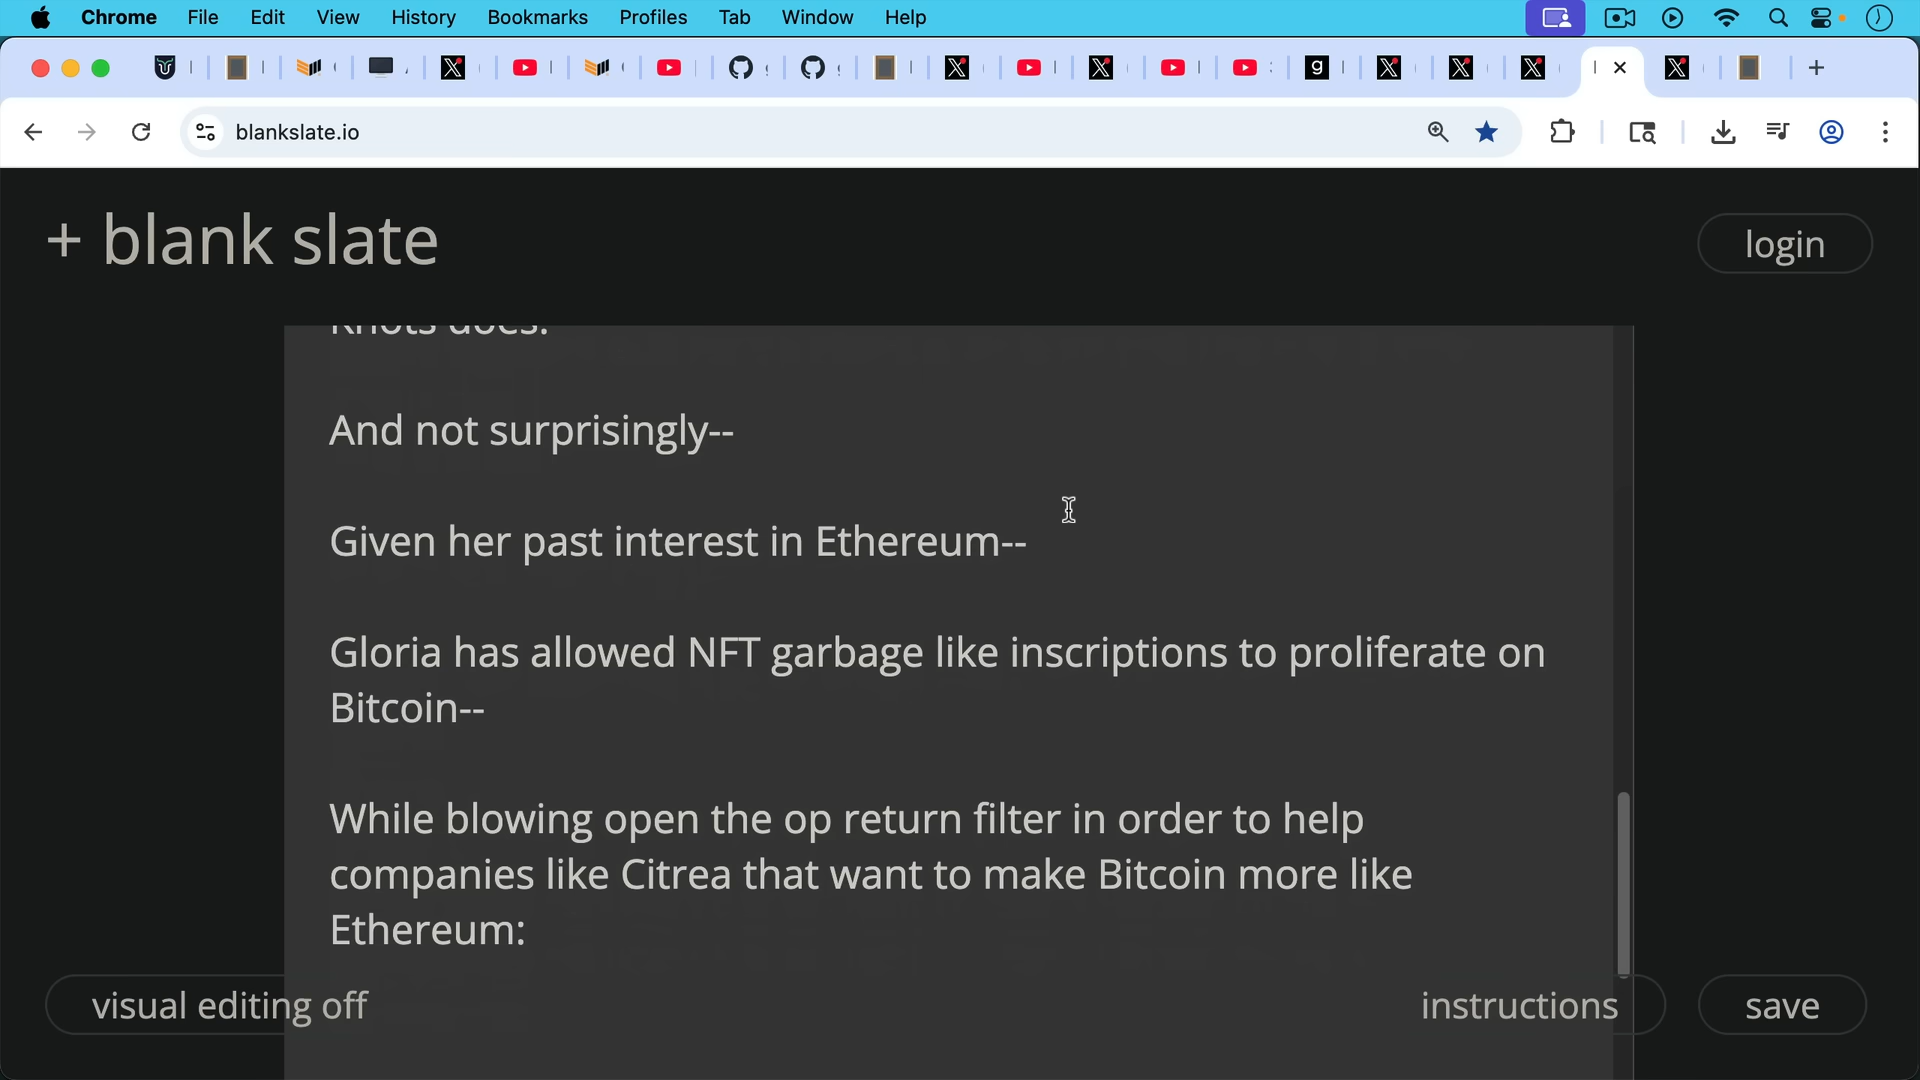 Chrome File Edit View History Bookmarks Profiles Tab Window Help
blankslate.io
+ blank slate
login
Knots does.
And not surprisingly--
Given her past interest in Ethereum--
Gloria has allowed NFT garbage like inscriptions to proliferate on
Bitcoin--
While blowing open the op return filter in order to help
companies like Citrea that want to make Bitcoin more like
Ethereum:
visual editing off
instructions
save